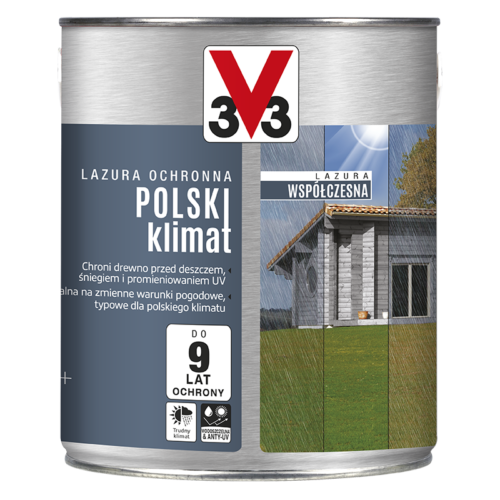 3V3
LAZURA OCHRONNA
POLSKI
klimat
Chroni drewno przed deszczem,
śniegiem i promieniowaniem UV
alna na zmienne warunki pogodowe,
typowe dla polskiego klimatu
DO
9
LAT
OCHRONY
Trudny
klimat
WODOODPORNA
& ANTY-UV
LAZURA
WSPÓŁCZESNA